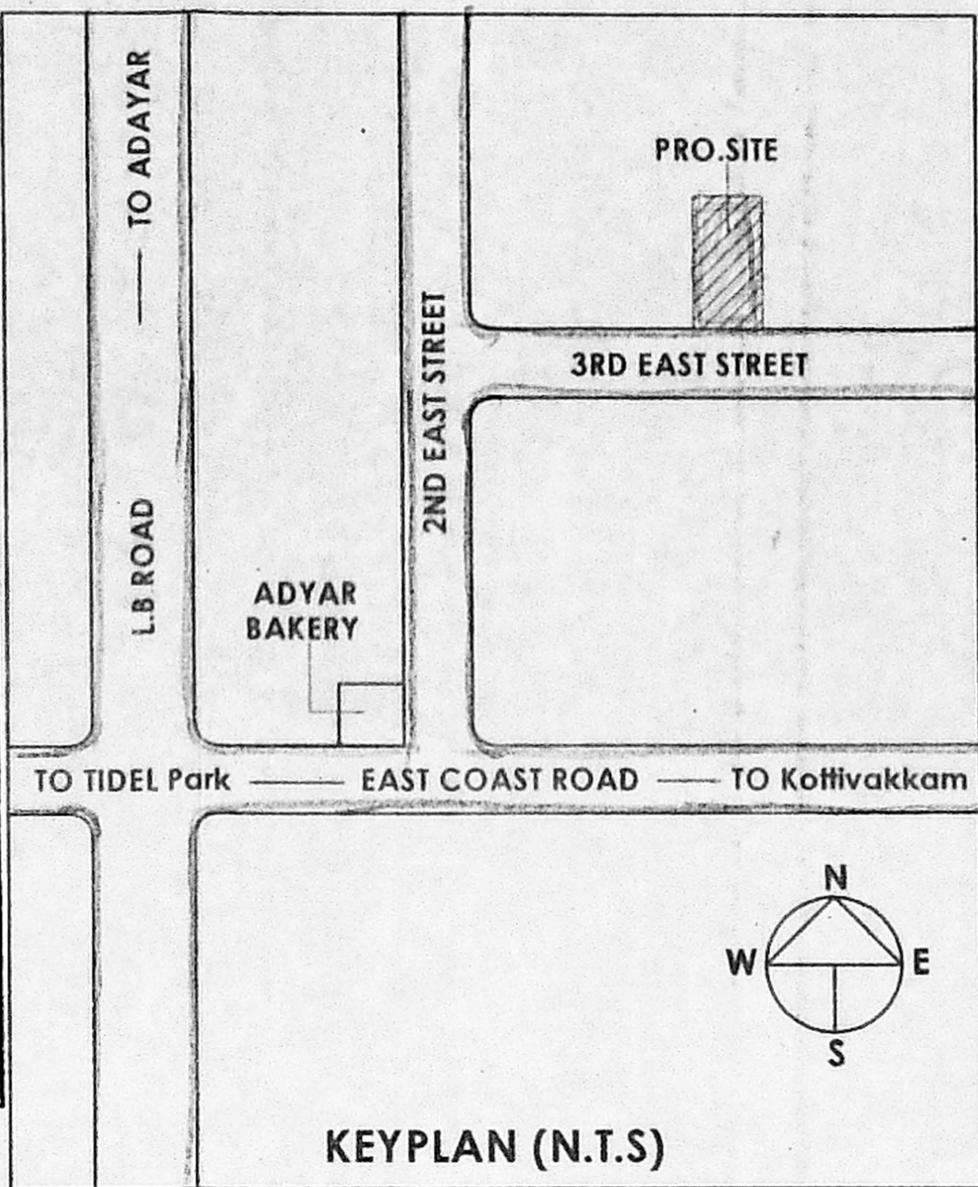 TO ADAYAR
PRO.SITE
2ND EAST STREET
3RD EAST STREET
L.B ROAD
ADYAR
BAKERY
TO TIDEL Park EAST COAST ROAD TO Kottivakkam
N
W E
S
KEYPLAN (N.T.S)